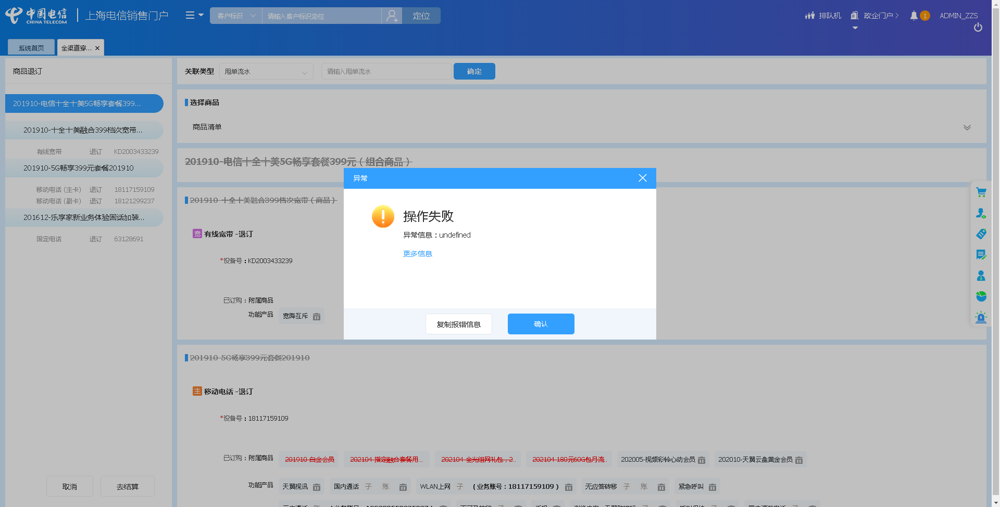 中国电信
CHINA TELECOM
上海电信销售门户
客户标识 请输入客户标识定位 定位
排队机 政企门户 1 ADMIN_ZZS
系统首页 全渠道穿... ×
商品退订
201910-电信十全十美5G畅享套餐399...
201910-十全十美融合399档次宽带...
有线宽带 退订 KD2003433239
201910-5G畅享399元套餐201910
移动电话 (主卡) 退订 18117159109
移动电话 (副卡) 退订 18121299237
201612-乐享家新业务体验固话加装...
固定电话 退订 63128691
取消 去结算
关联类型 甩单流水 请输入甩单流水 确定
选择商品
商品清单
201910-电信十全十美5G畅享套餐399元（组合商品）
201910-十全十美融合399档次宽带（商品）
宽 有线宽带 -退订
*设备号：KD2003433239
已订购：附属商品
功能产品 宽降互斥
异常
操作失败
异常信息：undefined
更多信息
复制报错信息 确认
201910-5G畅享399元套餐201910
主 移动电话 -退订
*设备号：18117159109
已订购：附属商品 201910-白金会员 202104-指定融合套餐用... 202104-全光组网礼包，2.. 202104-180元60G包月流.. 202005-视频彩铃心动会员 202010-天翼云盘黄金会员
功能产品 天翼视讯 国内通话 子 账 WLAN上网 子 （业务账号：18117159109） 无应答转移 子 账 紧急呼叫